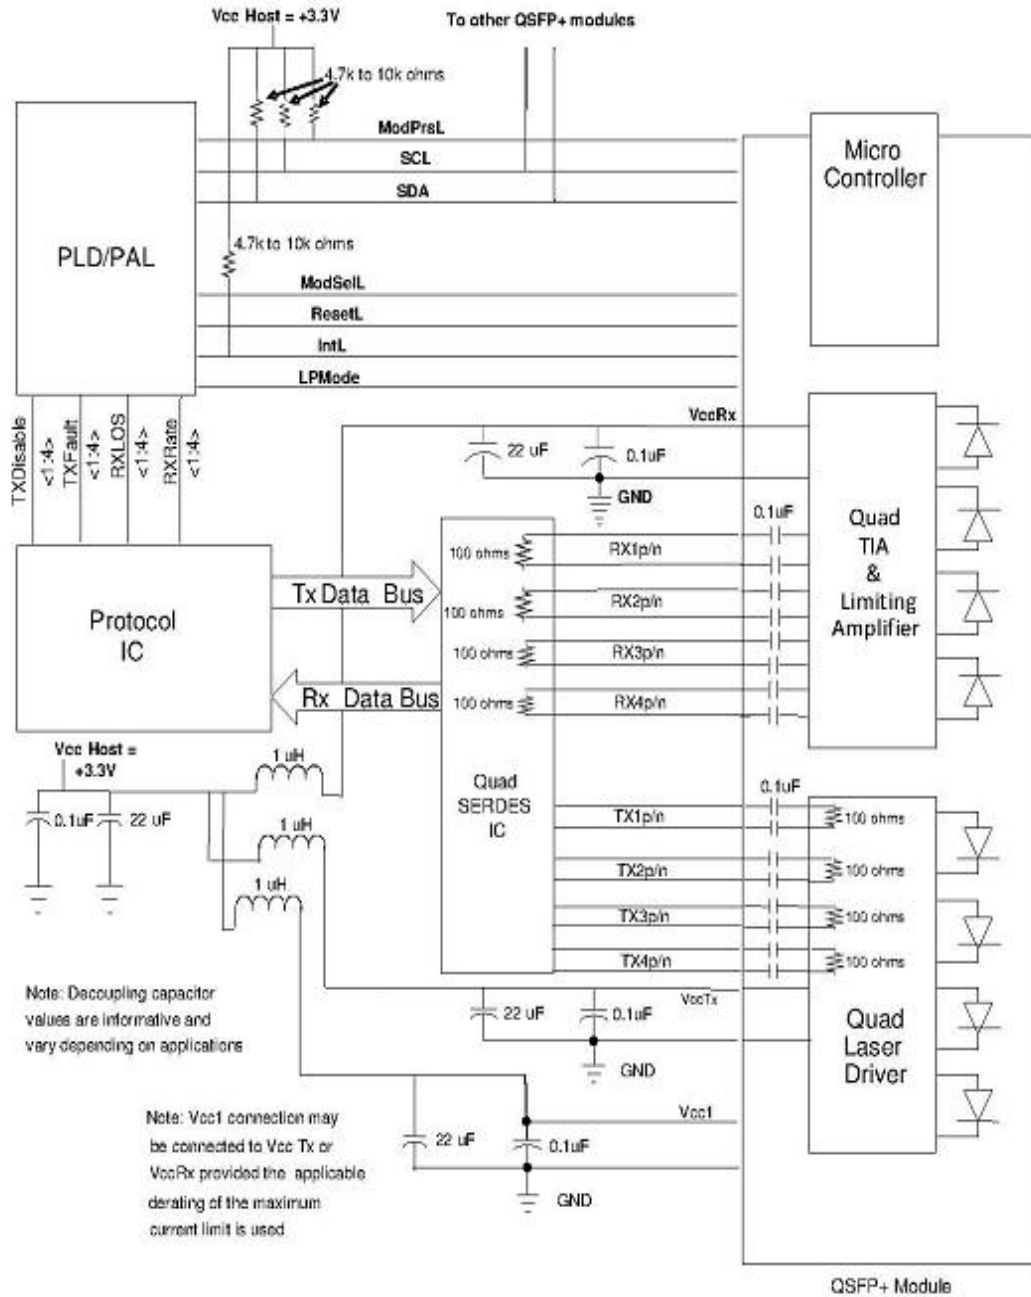 Vcc Host = +3.3V
To other QSFP+ modules
4.7k to 10k ohms
ModPrsL
SCL
SDA
PLD/PAL
4.7k to 10k ohms
ModSelL
ResetL
IntL
LPMode
Micro
Controller
TXDisable
<1:4>
TXFault
<1:4>
RXLOS
<1:4>
RXRate
<1:4>
VccRx
22 uF
0.1uF
GND
0.1uF
Quad
TIA
&
Limiting
Amplifier
Protocol
IC
Tx Data Bus
Rx Data Bus
100 ohms
RX1p/n
100 ohms
RX2p/n
100 ohms
RX3p/n
100 ohms
RX4p/n
Quad
SERDES
IC
Vcc Host =
+3.3V
0.1uF
22 uF
1 uH
1 uH
1 uH
0.1uF
TX1p/n
100 ohms
TX2p/n
100 ohms
TX3p/n
100 ohms
TX4p/n
100 ohms
VccTx
22 uF
0.1uF
GND
Quad
Laser
Driver
Note: Decoupling capacitor
values are informative and
vary depending on applications
Vcc1
22 uF
0.1uF
GND
Note: Vcc1 connection may
be connected to Vcc Tx or
VccRx provided the applicable
derating of the maximum
current limit is used
QSFP+ Module